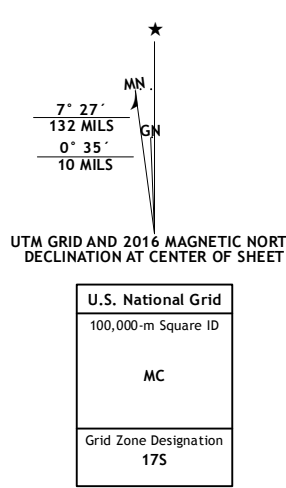 ★
MN
7° 27´
132 MILS
GN
0° 35´
10 MILS
UTM GRID AND 2016 MAGNETIC NORT
DECLINATION AT CENTER OF SHEET
U.S. National Grid
100,000-m Square ID
MC
Grid Zone Designation
17S